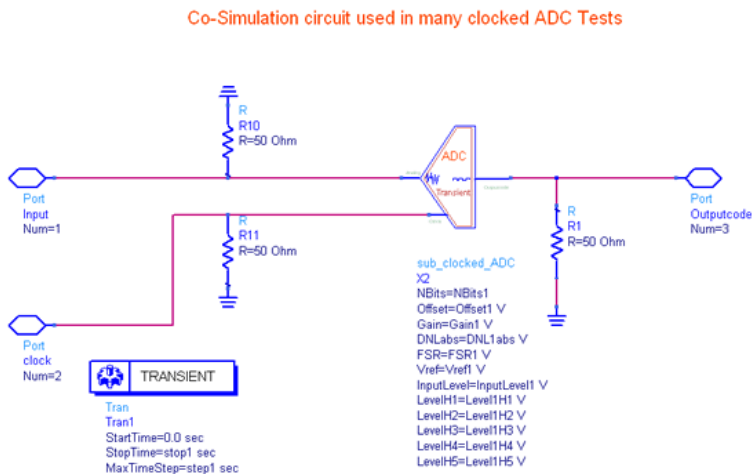 Co-Simulation circuit used in many clocked ADC Tests
R
R10
R=50 Ohm
Port
Input
Num=1
ADC
Transient
Port
Outputcode
Num=3
R
R1
R=50 Ohm
R
R11
R=50 Ohm
sub_clocked_ADC
X2
NBits=NBits1
Offset=Offset1 V
Gain=Gain1 V
DNLabs=DNL1abs V
FSR=FSR1 V
Vref=Vref1 V
InputLevel=InputLevel1 V
LevelH1=Level1H1 V
LevelH2=Level1H2 V
LevelH3=Level1H3 V
LevelH4=Level1H4 V
LevelH5=Level1H5 V
Port
clock
Num=2
TRANSIENT
Tran
Tran1
StartTime=0.0 sec
StopTime=stop1 sec
MaxTimeStep=step1 sec